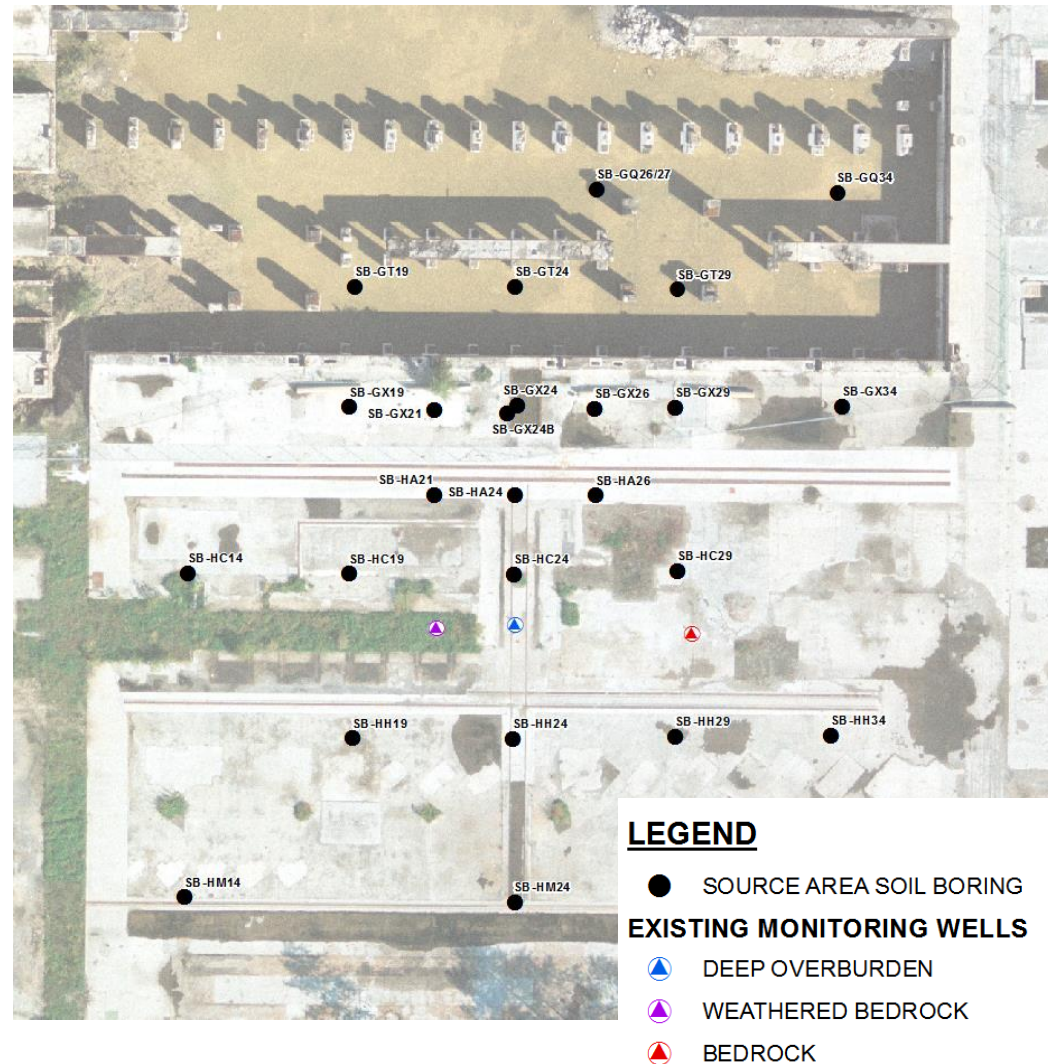 SB-GQ26/27
SB-GQ34
SB-GT19
SB-GT24
SB-GT29
SB-GX19
SB-GX21
SB-GX24
SB-GX24B
SB-GX26
SB-GX29
SB-GX34
SB-HA21
SB-HA24
SB-HA26
SB-HC14
SB-HC19
SB-HC24
SB-HC29
SB-HH19
SB-HH24
SB-HH29
SB-HH34
SB-HM14
SB-HM24
LEGEND
SOURCE AREA SOIL BORING
EXISTING MONITORING WELLS
DEEP OVERBURDEN
WEATHERED BEDROCK
BEDROCK